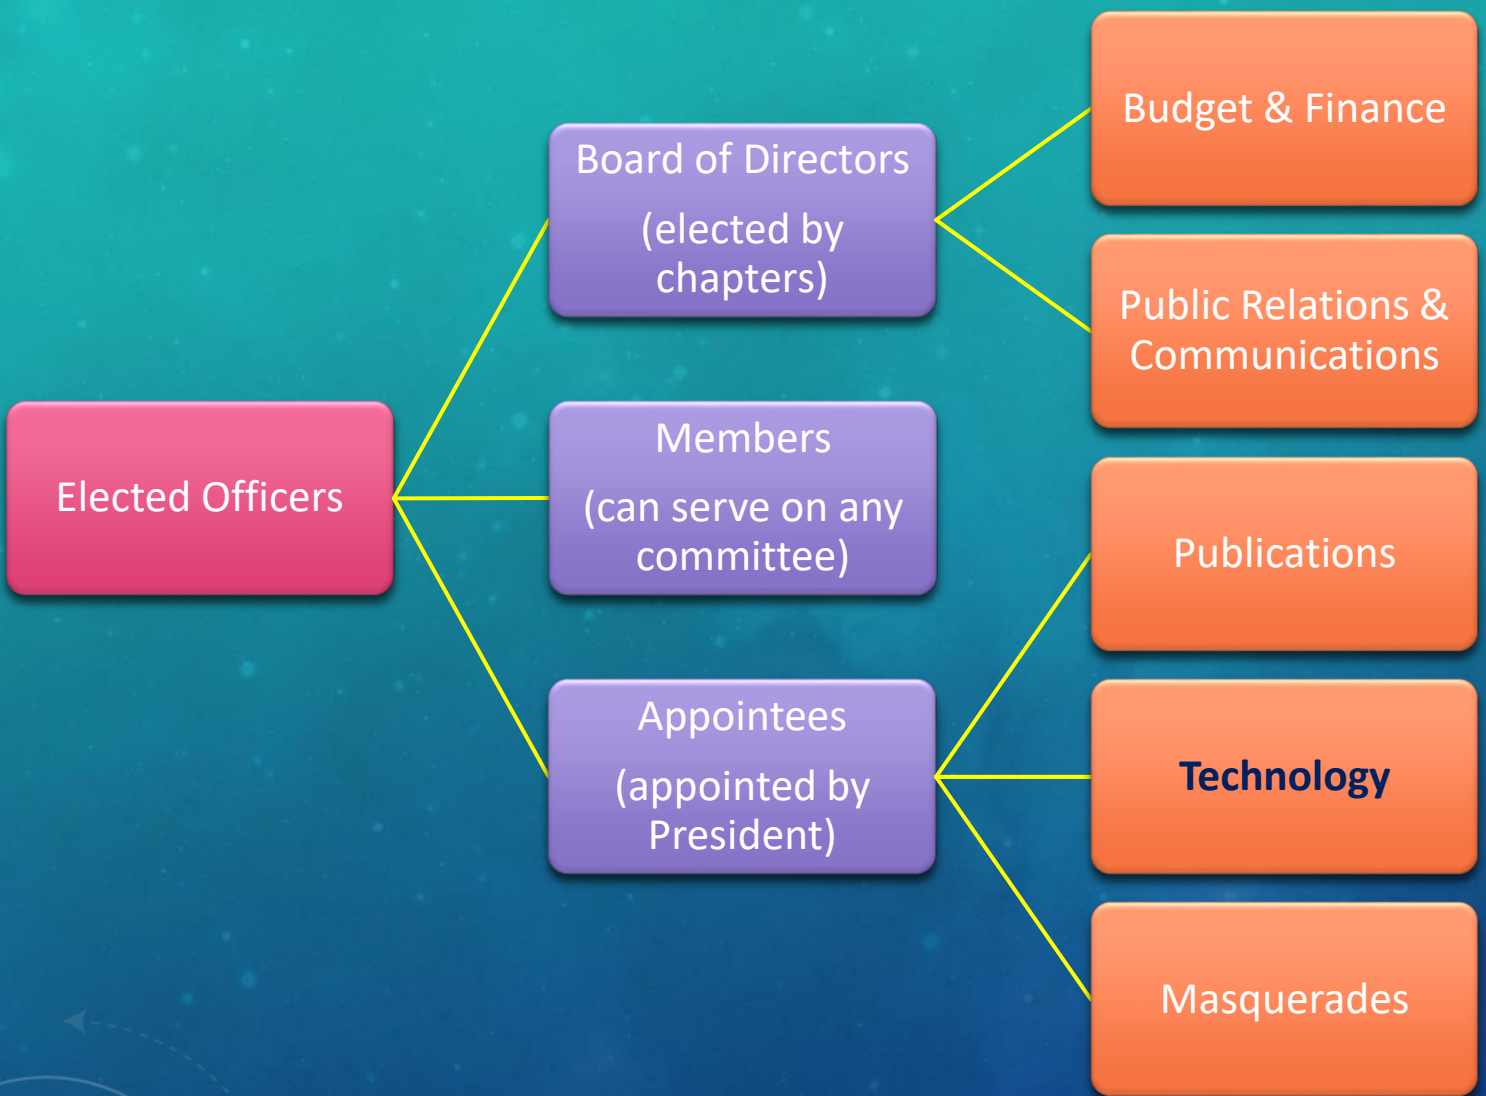 Elected Officers
Board of Directors
(elected by
chapters)
Members
(can serve on any
committee)
Appointees
(appointed by
President)
Budget & Finance
Public Relations &
Communications
Publications
Technology
Masquerades